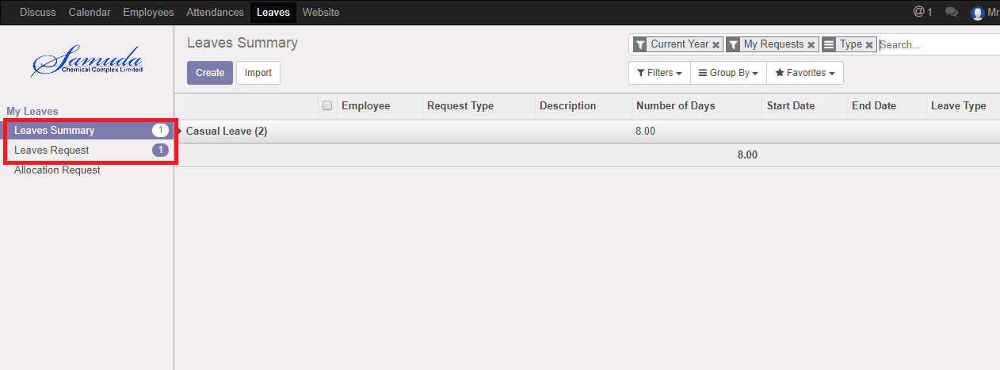 Discuss Calendar Employees Attendances Leaves Website @ 1 Mr
Samuda
Chemical Complex Limited
Leaves Summary
Current Year My Requests Type Search...
Create Import
Filters Group By Favorites
My Leaves
Leaves Summary 1
Leaves Request 1
Allocation Request
Employee Request Type Description Number of Days Start Date End Date Leave Type
Casual Leave (2) 8.00
8.00